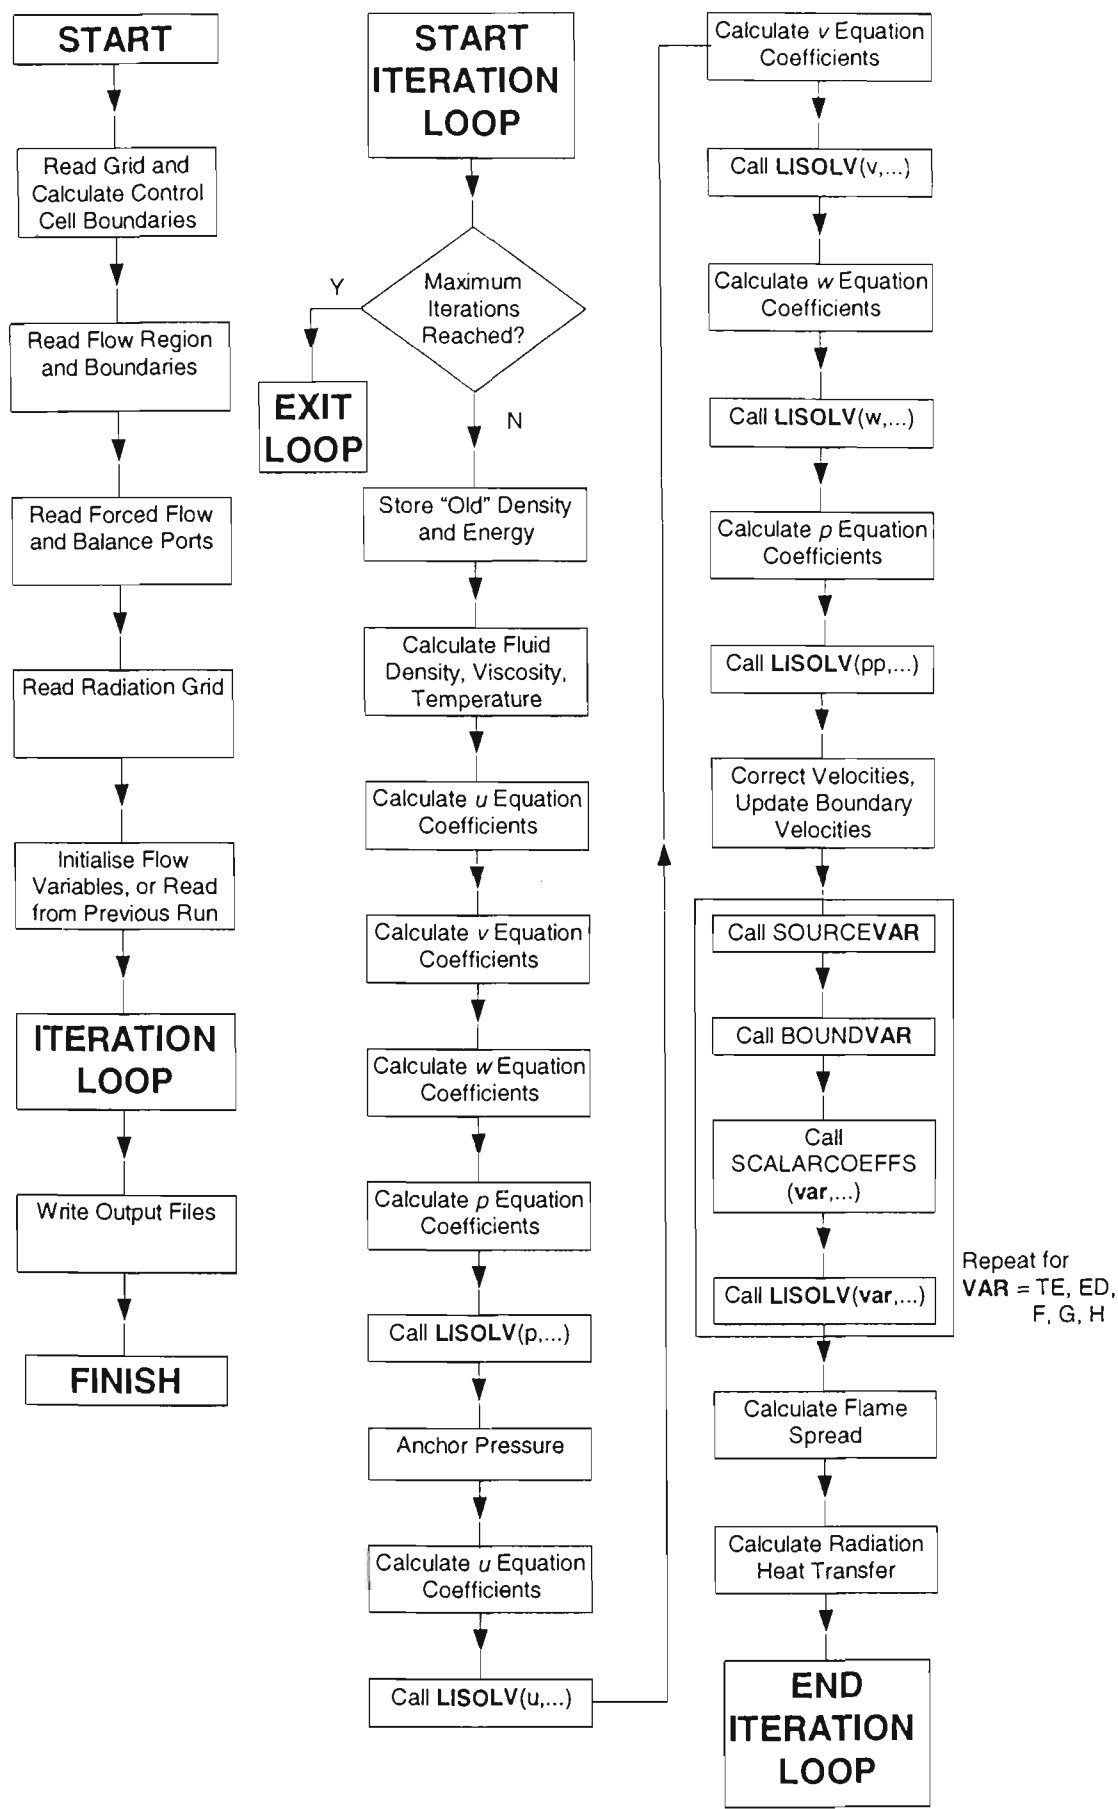 START
Read Grid and
Calculate Control
Cell Boundaries
Read Flow Region
and Boundaries
Read Forced Flow
and Balance Ports
Read Radiation Grid
Initialise Flow
Variables, or Read
from Previous Run
ITERATION
LOOP
Write Output Files
FINISH
START
ITERATION
LOOP
Maximum
Iterations
Reached?
Y
EXIT
LOOP
N
Store "Old" Density
and Energy
Calculate Fluid
Density, Viscosity,
Temperature
Calculate u Equation
Coefficients
Calculate v Equation
Coefficients
Calculate w Equation
Coefficients
Calculate p Equation
Coefficients
Call LISOLV(p,...)
Anchor Pressure
Calculate u Equation
Coefficients
Call LISOLV(u,...)
Calculate v Equation
Coefficients
Call LISOLV(v,...)
Calculate w Equation
Coefficients
Call LISOLV(w,...)
Calculate p Equation
Coefficients
Call LISOLV(pp,...)
Correct Velocities,
Update Boundary
Velocities
Call SOURCEVAR
Call BOUNDVAR
Call
SCALARCOEFFS
(var,...)
Call LISOLV(var,...)
Repeat for
VAR = TE, ED,
F, G, H
Calculate Flame
Spread
Calculate Radiation
Heat Transfer
END
ITERATION
LOOP